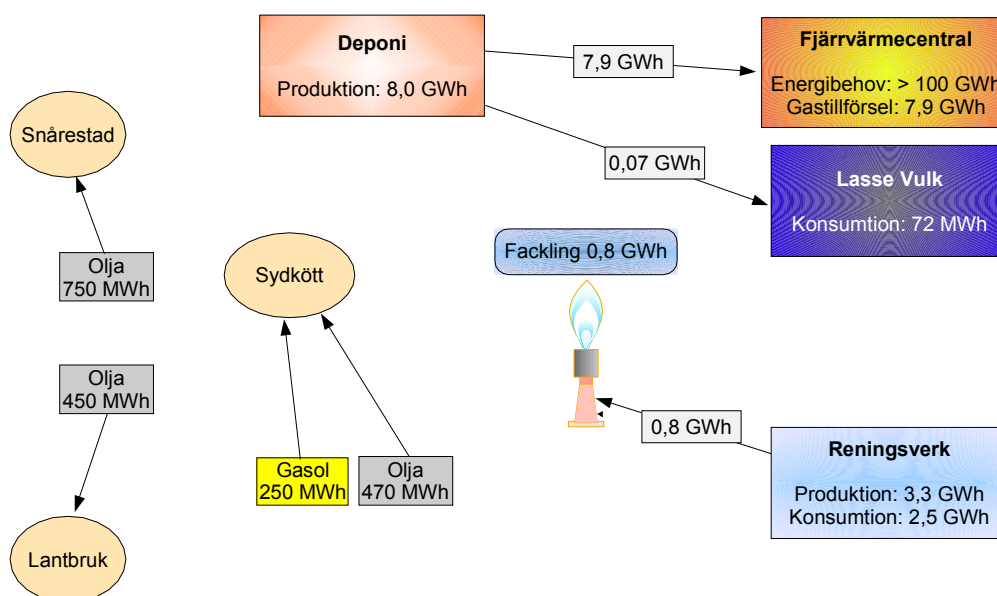 Deponi
Produktion: 8,0 GWh
7,9 GWh
Fjärrvärmecentral
Energibehov: > 100 GWh
Gastillförsel: 7,9 GWh
Snårestad
0,07 GWh
Lasse Vulk
Konsumtion: 72 MWh
Olja
750 MWh
Sydkött
Fackling 0,8 GWh
Olja
450 MWh
0,8 GWh
Gasol
250 MWh
Olja
470 MWh
Reningsverk
Produktion: 3,3 GWh
Konsumtion: 2,5 GWh
Lantbruk